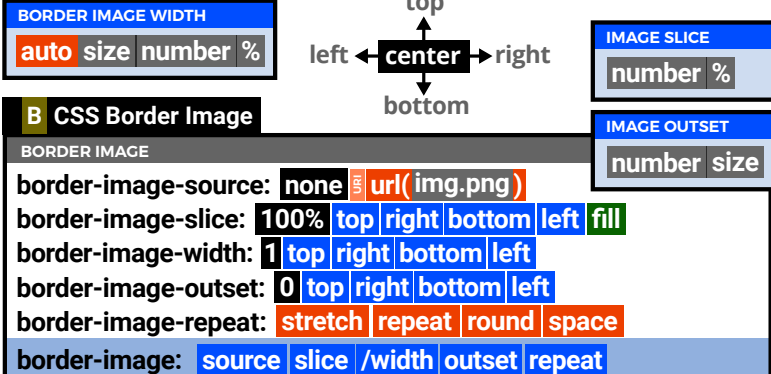 BORDER IMAGE WIDTH
auto size number %
top
left center right
bottom
IMAGE SLICE
number %
IMAGE OUTSET
number size
B CSS Border Image
BORDER IMAGE
border-image-source: none URI url( img.png )
border-image-slice: 100% top right bottom left fill
border-image-width: 1 top right bottom left
border-image-outset: 0 top right bottom left
border-image-repeat: stretch repeat round space
border-image: source slice /width outset repeat